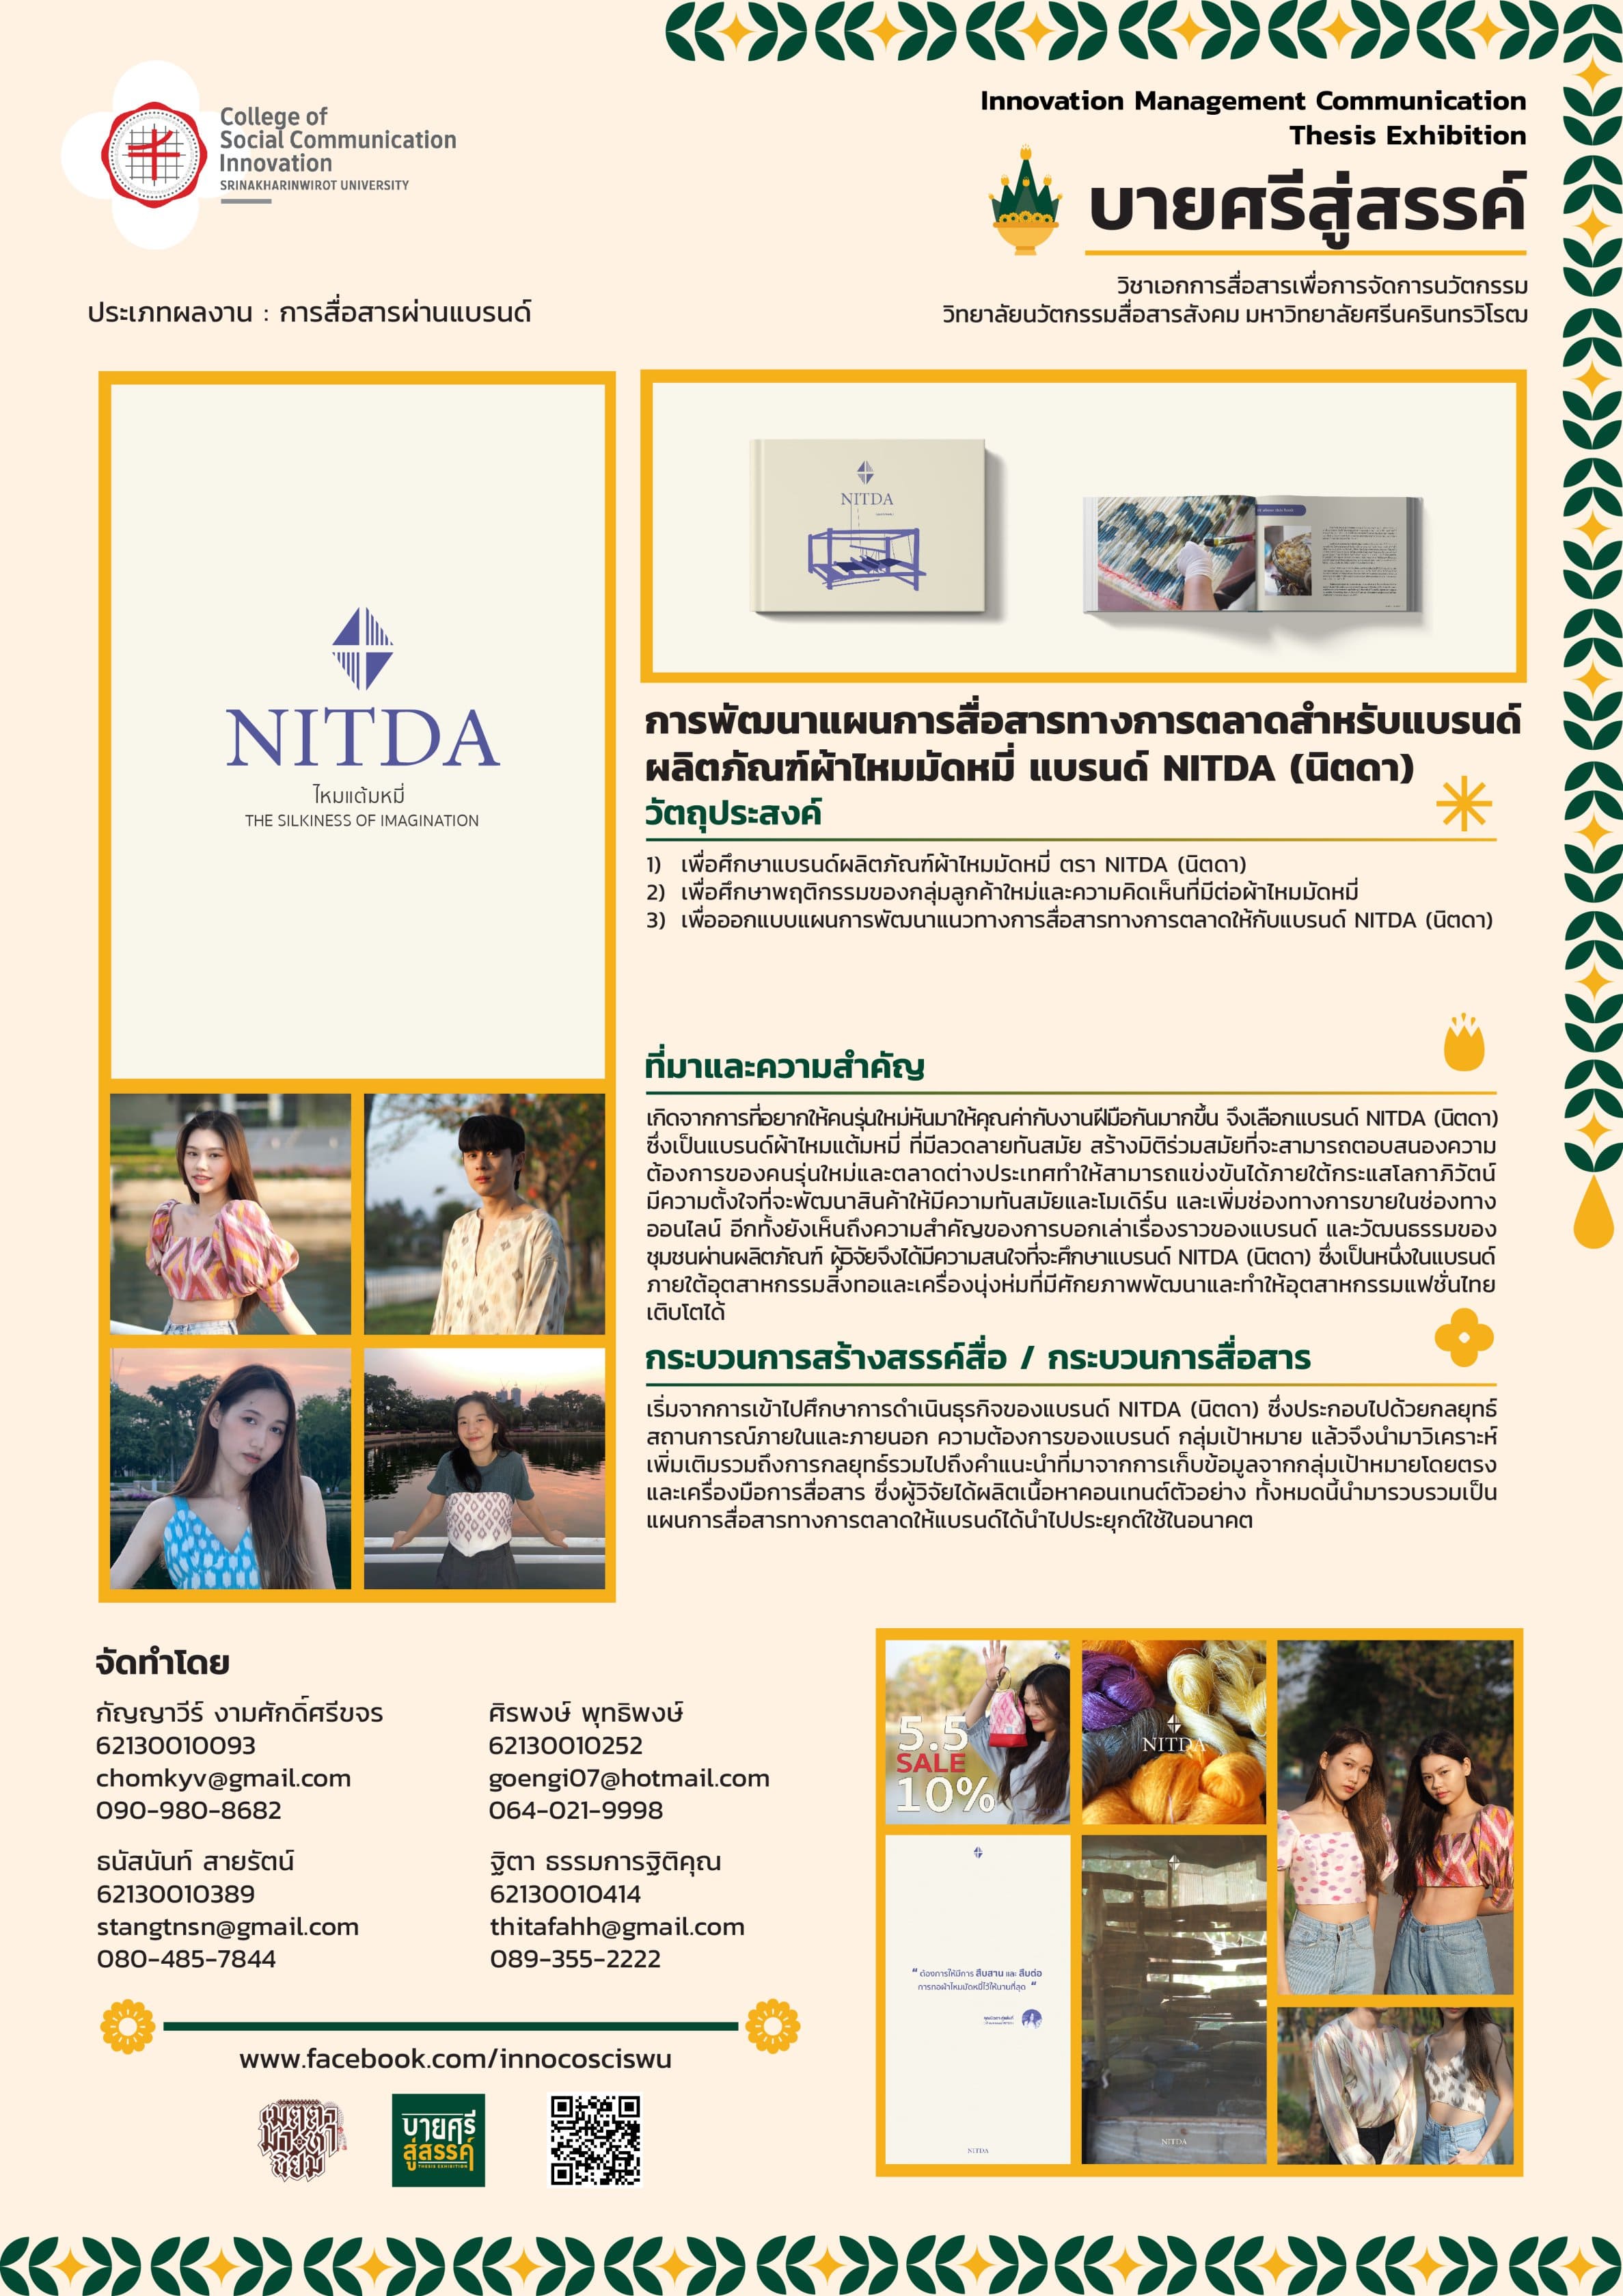 College of
Social Communication
Innovation
SRINAKHARINWIROT UNIVERSITY
Innovation Management Communication
Thesis Exhibition
บายศรีสู่สรรค์
วิชาเอกการสื่อสารเพื่อการจัดการนวัตกรรม
วิทยาลัยนวัตกรรมสื่อสารสังคม มหาวิทยาลัยศรีนครินทรวิโรฒ
ประเภทผลงาน : การสื่อสารผ่านแบรนด์
NITDA
ไหมแต้มหมี่
THE SILKINESS OF IMAGINATION
NITDA
การพัฒนาแผนการสื่อสารทางการตลาดสำหรับแบรนด์
ผลิตภัณฑ์ผ้าไหมมัดหมี่ แบรนด์ NITDA (นิตดา)
วัตถุประสงค์
1) เพื่อศึกษาแบรนด์ผลิตภัณฑ์ผ้าไหมมัดหมี่ ตรา NITDA (นิตดา)
2) เพื่อศึกษาพฤติกรรมของกลุ่มลูกค้าใหม่และความคิดเห็นที่มีต่อผ้าไหมมัดหมี่
3) เพื่อออกแบบแผนการพัฒนาแนวทางการสื่อสารทางการตลาดให้กับแบรนด์ NITDA (นิตดา)
ที่มาและความสำคัญ
เกิดจากการที่อยากให้คนรุ่นใหม่หันมาให้คุณค่ากับงานฝีมือกันมากขึ้น จึงเลือกแบรนด์ NITDA (นิตดา)
ซึ่งเป็นแบรนด์ผ้าไหมแต้มหมี่ ที่มีลวดลายทันสมัย สร้างมิติร่วมสมัยที่จะสามารถตอบสนองความ
ต้องการของคนรุ่นใหม่และตลาดต่างประเทศทำให้สามารถแข่งขันได้ภายใต้กระแสโลกาภิวัตน์
มีความตั้งใจที่จะพัฒนาสินค้าให้มีความทันสมัยและโมเดิร์น และเพิ่มช่องทางการขายในช่องทาง
ออนไลน์ อีกทั้งยังเห็นถึงความสำคัญของการบอกเล่าเรื่องราวของแบรนด์ และวัฒนธรรมของ
ชุมชนผ่านผลิตภัณฑ์ ผู้วิจัยจึงได้มีความสนใจที่จะศึกษาแบรนด์ NITDA (นิตดา) ซึ่งเป็นหนึ่งในแบรนด์
ภายใต้อุตสาหกรรมสิ่งทอและเครื่องนุ่งห่มที่มีศักยภาพพัฒนาและทำให้อุตสาหกรรมแฟชั่นไทย
เติบโตได้
กระบวนการสร้างสรรค์สื่อ / กระบวนการสื่อสาร
เริ่มจากการเข้าไปศึกษาการดำเนินธุรกิจของแบรนด์ NITDA (นิตดา) ซึ่งประกอบไปด้วยกลยุทธ์
สถานการณ์ภายในและภายนอก ความต้องการของแบรนด์ กลุ่มเป้าหมาย แล้วจึงนำมาวิเคราะห์
เพิ่มเติมรวมถึงการกลยุทธ์รวมไปถึงคำแนะนำที่มาจากการเก็บข้อมูลจากกลุ่มเป้าหมายโดยตรง
และเครื่องมือการสื่อสาร ซึ่งผู้วิจัยได้ผลิตเนื้อหาคอนเทนต์ตัวอย่าง ทั้งหมดนี้นำมารวบรวมเป็น
แผนการสื่อสารทางการตลาดให้แบรนด์ได้นำไปประยุกต์ใช้ในอนาคต
จัดทำโดย
กัญญาวีร์ งามศักดิ์ศรีขจร
62130010093
chomkyv@gmail.com
090-980-8682
ศิรพงษ์ พุทธิพงษ์
62130010252
goengi07@hotmail.com
064-021-9998
ธนัสนันท์ สายรัตน์
62130010389
stangtnsn@gmail.com
080-485-7844
ฐิตา ธรรมการฐิติคุณ
62130010414
thitafahh@gmail.com
089-355-2222
www.facebook.com/innocosciswu
เมตตา
มหา
นิยม
บายศรี
สู่สรรค์
THESIS EXHIBITION
5.5
SALE
10%
NITDA
“ ต้องการให้มีการ สืบสาน และ สืบต่อ
การทอผ้าไหมมัดหมี่ไว้ให้นานที่สุด “
NITDA
NITDA